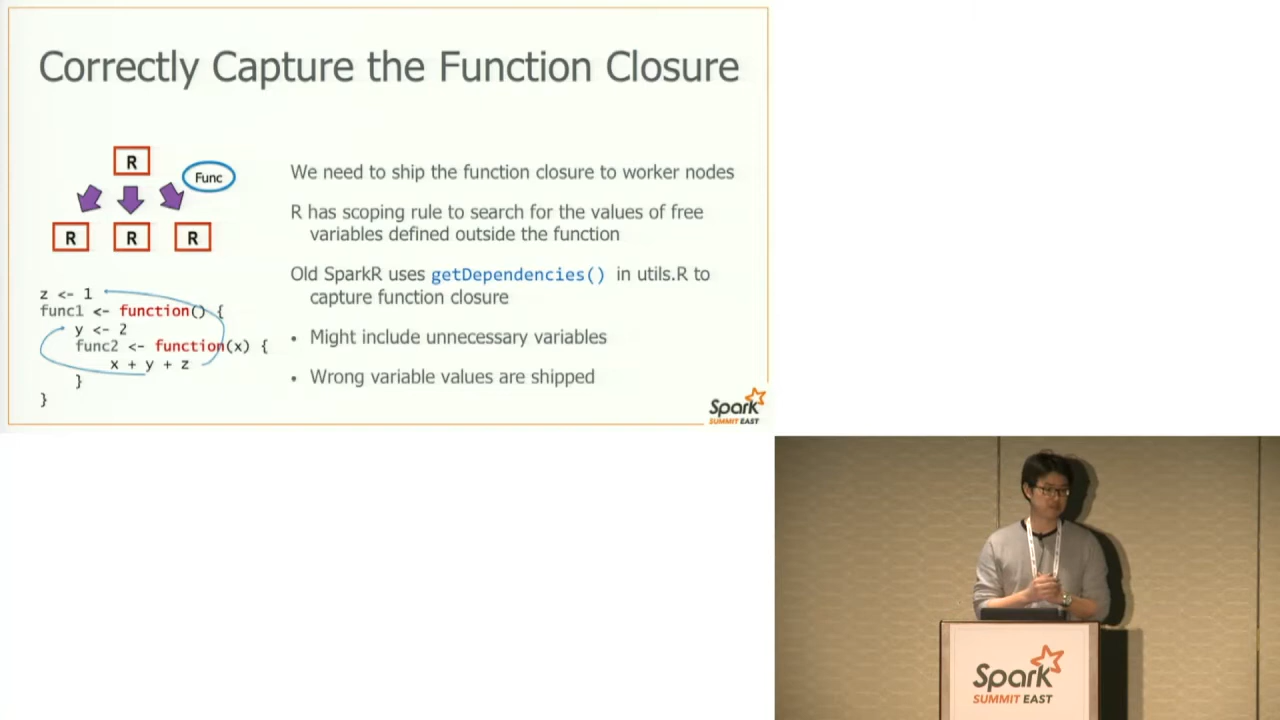 Correctly Capture the Function Closure
R
Func
R R R
z <- 1
func1 <- function() {
y <- 2
func2 <- function(x) {
x + y + z
}
}
We need to ship the function closure to worker nodes
R has scoping rule to search for the values of free
variables defined outside the function
Old SparkR uses getDependencies() in utils.R to
capture function closure
• Might include unnecessary variables
• Wrong variable values are shipped
Spark
SUMMIT EAST
Spark
SUMMIT EAST